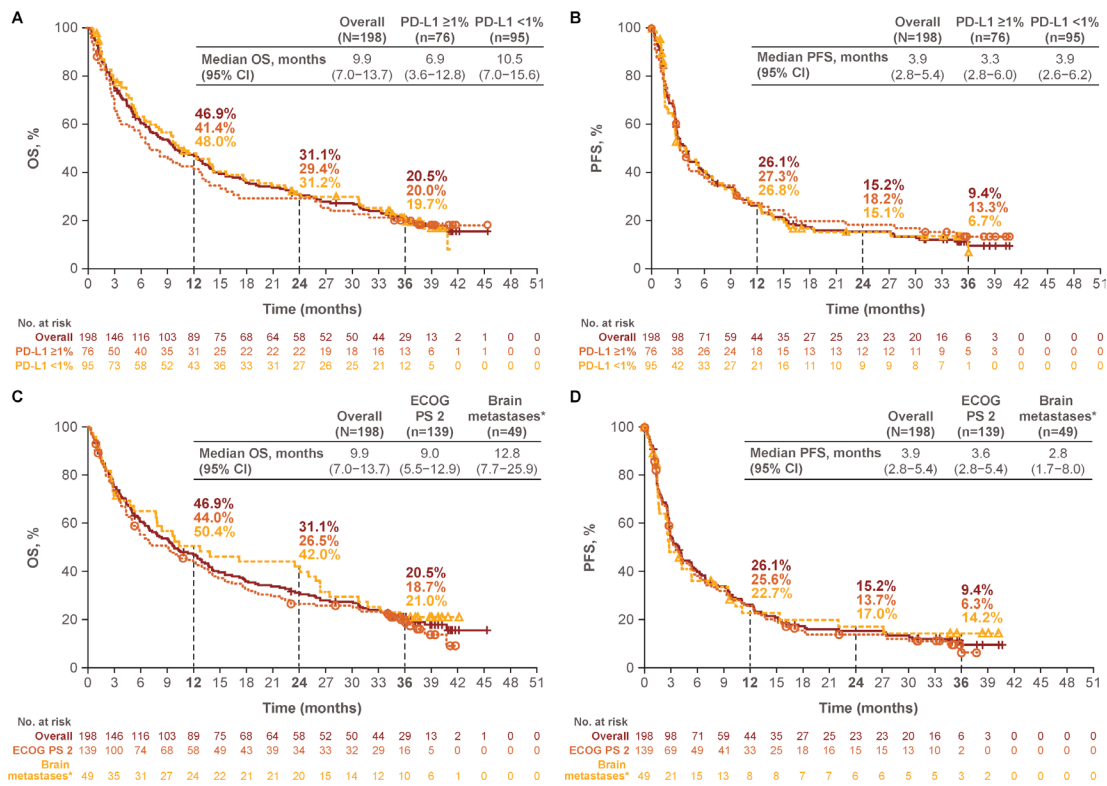 A
Overall PD-L1 ≥1% PD-L1 <1%
(N=198) (n=76) (n=95)
Median OS, months 9.9 6.9 10.5
(95% CI) (7.0−13.7) (3.6−12.8) (7.0−15.6)
OS, %
100
80
60
40
20
0
46.9%
41.4%
48.0%
31.1%
29.4%
31.2%
20.5%
20.0%
19.7%
0 3 6 9 12 15 18 21 24 27 30 33 36 39 42 45 48 51
Time (months)
No. at risk
Overall 198 146 116 103 89 75 68 64 58 52 50 44 29 13 2 1 0 0
PD-L1 ≥1% 76 50 40 35 31 25 22 22 22 19 18 16 13 6 1 1 0 0
PD-L1 <1% 95 73 58 52 43 36 33 31 27 26 25 21 12 5 0 0 0 0
B
Overall PD-L1 ≥1% PD-L1 <1%
(N=198) (n=76) (n=95)
Median PFS, months 3.9 3.3 3.9
(95% CI) (2.8−5.4) (2.8−6.0) (2.6−6.2)
PFS, %
100
80
60
40
20
0
26.1%
27.3%
26.8%
15.2%
18.2%
15.1%
9.4%
13.3%
6.7%
0 3 6 9 12 15 18 21 24 27 30 33 36 39 42 45 48 51
Time (months)
No. at risk
Overall 198 98 71 59 44 35 27 25 23 23 20 16 6 3 0 0 0 0
PD-L1 ≥1% 76 38 26 24 18 15 13 13 12 12 11 9 5 3 0 0 0 0
PD-L1 <1% 95 42 33 27 21 16 11 10 9 9 8 7 1 0 0 0 0 0
C
Overall ECOG PS 2 Brain metastases*
(N=198) (n=139) (n=49)
Median OS, months 9.9 9.0 12.8
(95% CI) (7.0−13.7) (5.5−12.9) (7.7−25.9)
OS, %
100
80
60
40
20
0
46.9%
44.0%
50.4%
31.1%
26.5%
42.0%
20.5%
18.7%
21.0%
0 3 6 9 12 15 18 21 24 27 30 33 36 39 42 45 48 51
Time (months)
No. at risk
Overall 198 146 116 103 89 75 68 64 58 52 50 44 29 13 2 1 0 0
ECOG PS 2 139 100 74 68 58 49 43 39 34 33 32 29 16 5 0 0 0 0
Brain
metastases* 49 35 31 27 24 22 21 21 20 15 14 12 10 6 1 0 0 0
D
Overall ECOG PS 2 Brain metastases*
(N=198) (n=139) (n=49)
Median PFS, months 3.9 3.6 2.8
(95% CI) (2.8−5.4) (2.8−5.4) (1.7−8.0)
PFS, %
100
80
60
40
20
0
26.1%
25.6%
22.7%
15.2%
13.7%
17.0%
9.4%
6.3%
14.2%
0 3 6 9 12 15 18 21 24 27 30 33 36 39 42 45 48 51
Time (months)
No. at risk
Overall 198 98 71 59 44 35 27 25 23 23 20 16 6 3 0 0 0 0
ECOG PS 2 139 69 49 41 33 25 18 16 15 15 13 10 2 0 0 0 0 0
Brain
metastases* 49 21 15 13 8 8 7 7 6 6 5 5 3 2 0 0 0 0